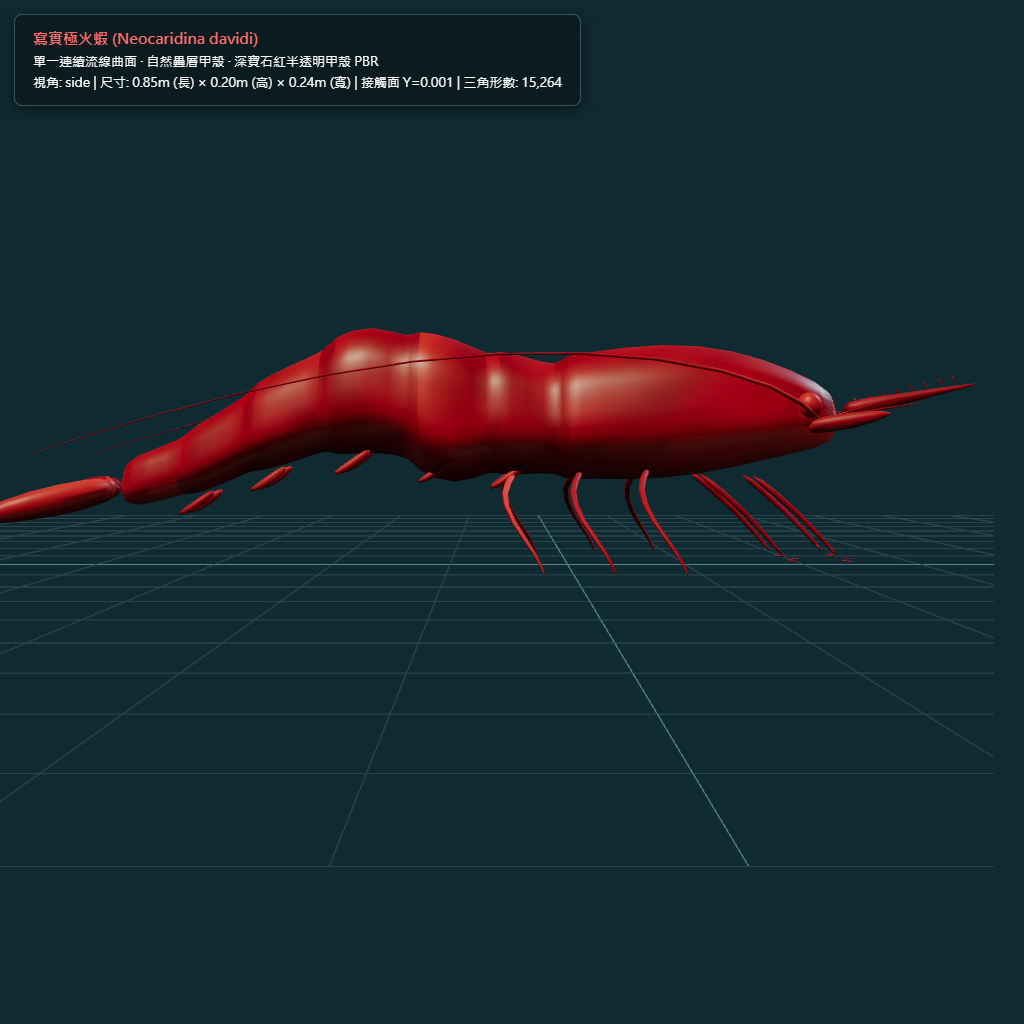 寫實極火蝦 (Neocaridina davidi)
單一連續流線曲面 · 自然疊層甲殼 · 深寶石紅半透明甲殼 PBR
視角: side | 尺寸: 0.85m (長) × 0.20m (高) × 0.24m (寬) | 接觸面 Y=0.001 | 三角形數: 15,264